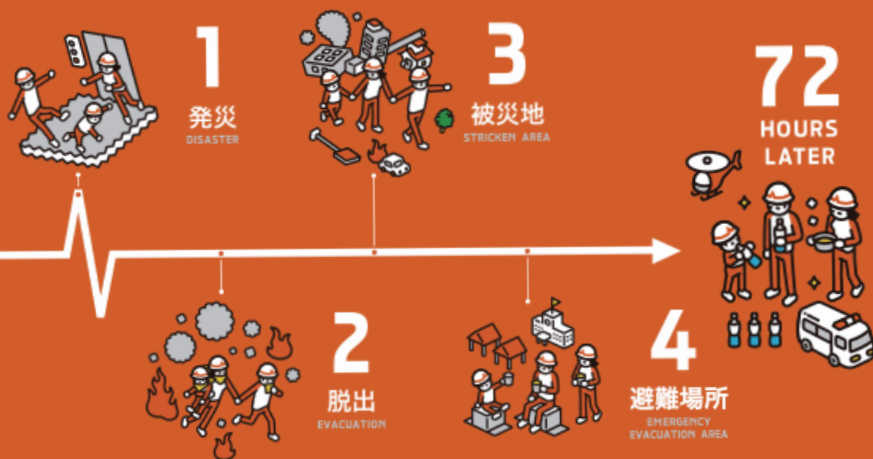 1
発災
DISASTER
2
脱出
EVACUATION
3
被災地
STRICKEN AREA
4
避難場所
EMERGENCY
EVACUATION AREA
72
HOURS
LATER